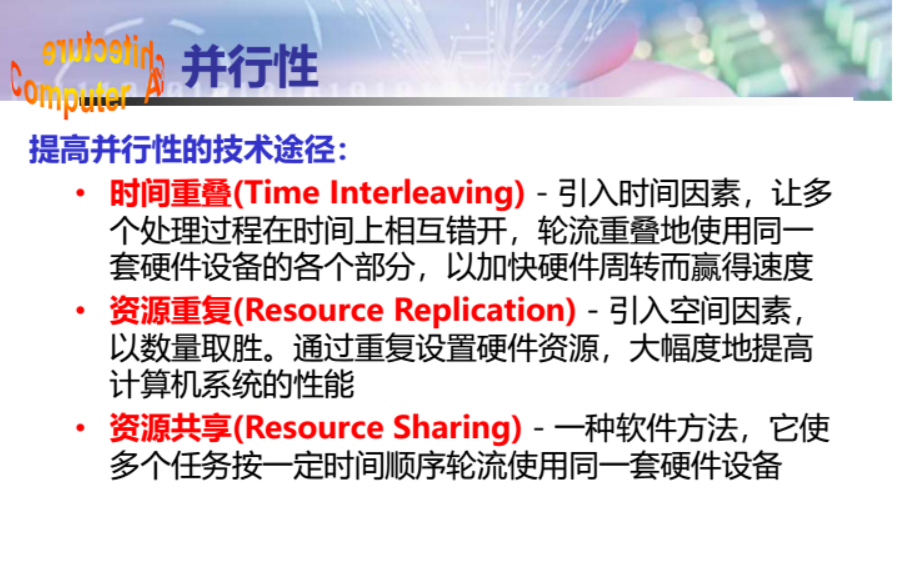 Computer Architecture
并行性
提高并行性的技术途径：
• 时间重叠(Time Interleaving) - 引入时间因素，让多
个处理过程在时间上相互错开，轮流重叠地使用同一
套硬件设备的各个部分，以加快硬件周转而赢得速度
• 资源重复(Resource Replication) - 引入空间因素，
以数量取胜。通过重复设置硬件资源，大幅度地提高
计算机系统的性能
• 资源共享(Resource Sharing) - 一种软件方法，它使
多个任务按一定时间顺序轮流使用同一套硬件设备